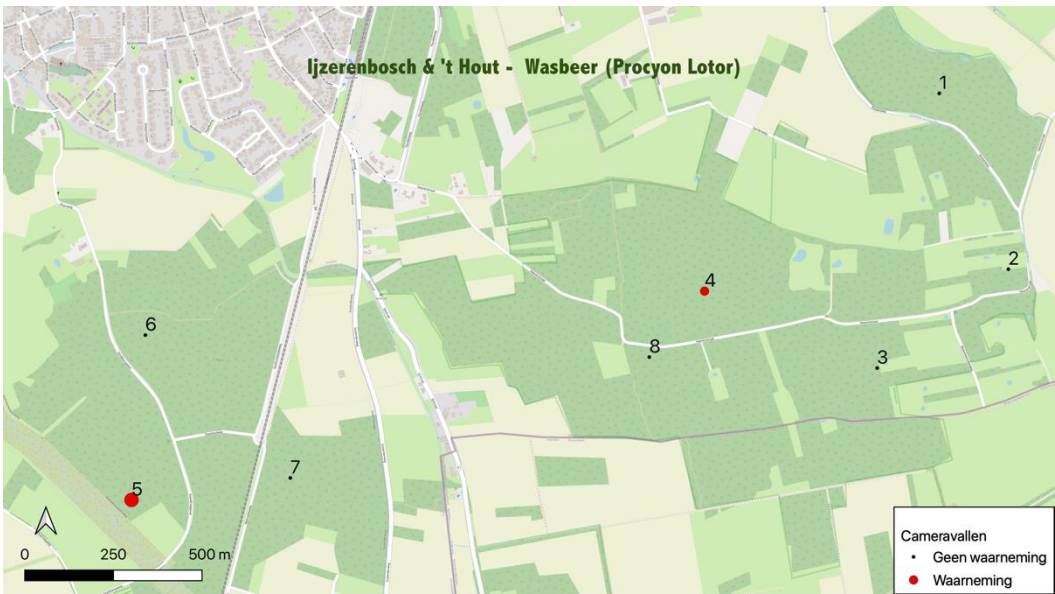 Ijzerenbosch & 't Hout - Wasbeer (Procyon Lotor)
1
2
4
6
8
3
7
5
0 250 500 m
Cameravallen
Geen waarneming
Waarneming